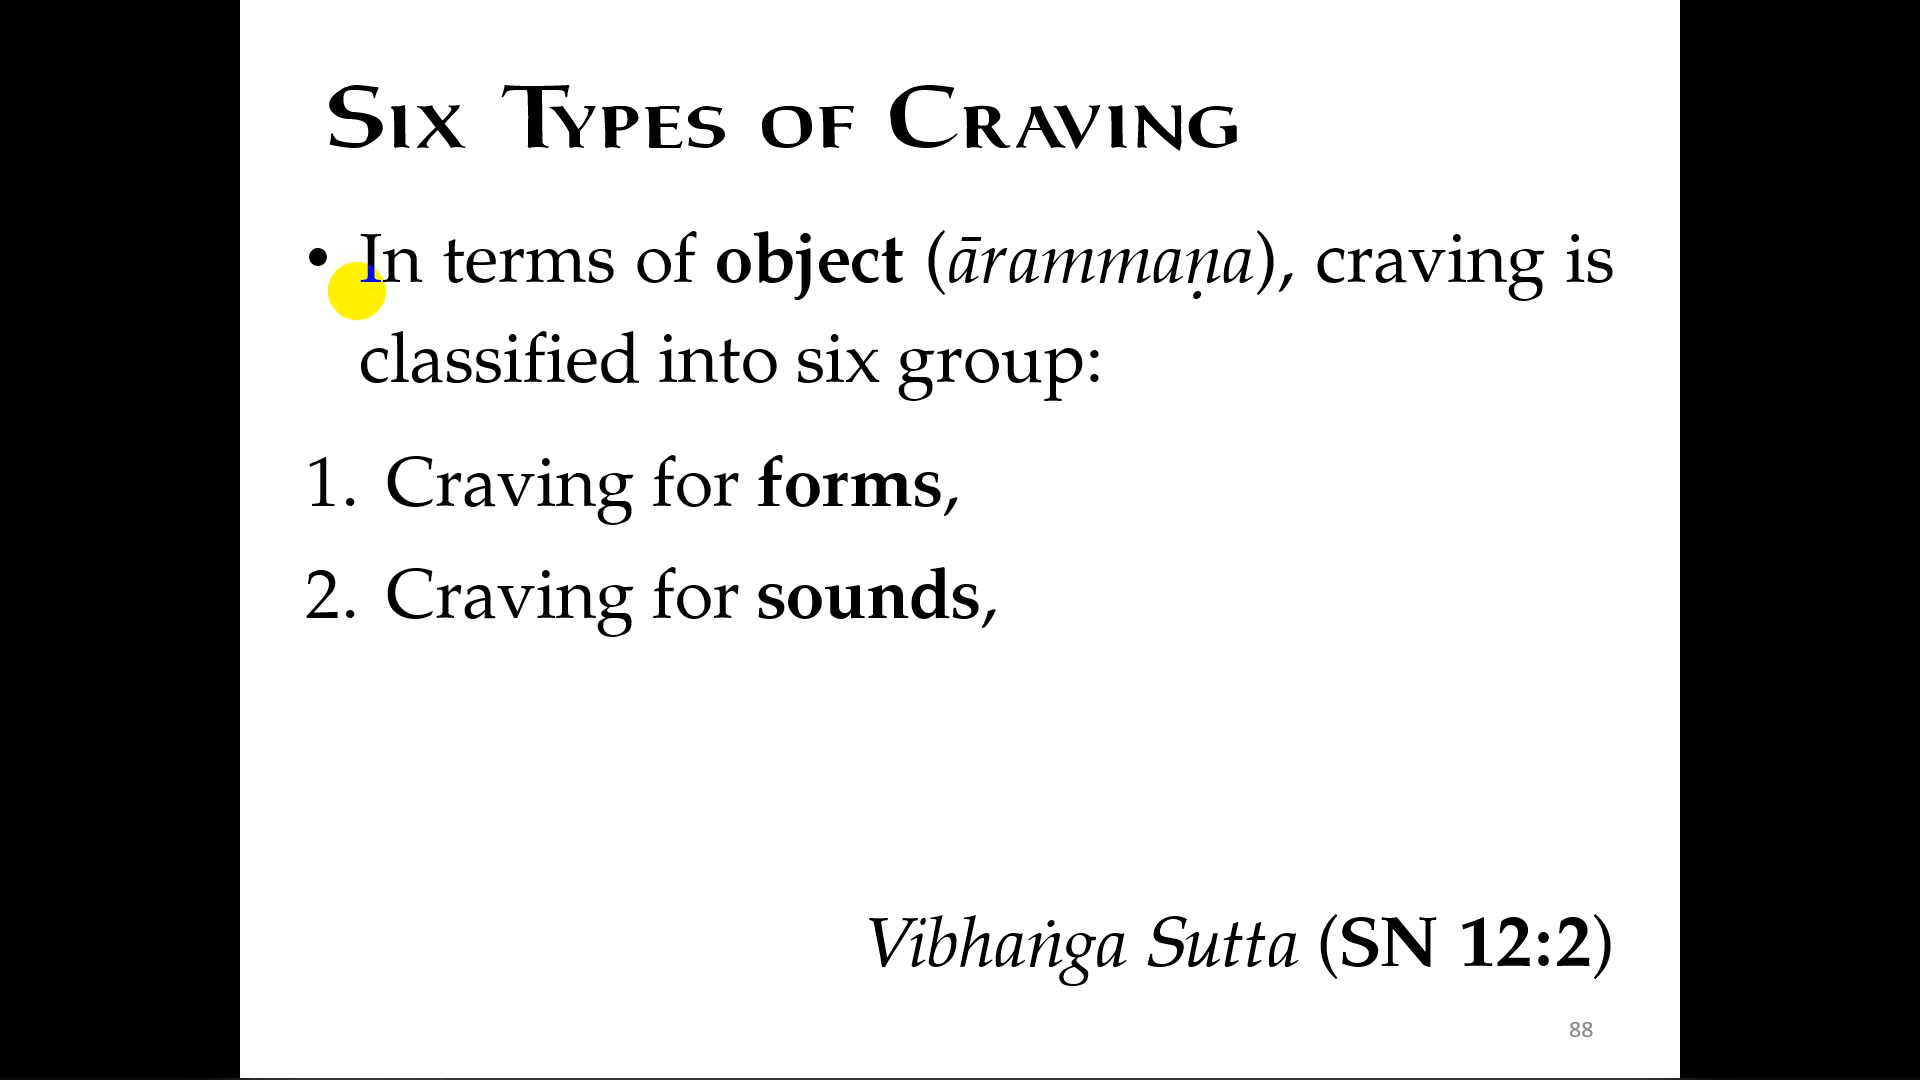 Six Types of Craving
• In terms of object (ārammaṇa), craving is
classified into six group:
1. Craving for forms,
2. Craving for sounds,
Vibhaṅga Sutta (SN 12:2)
88